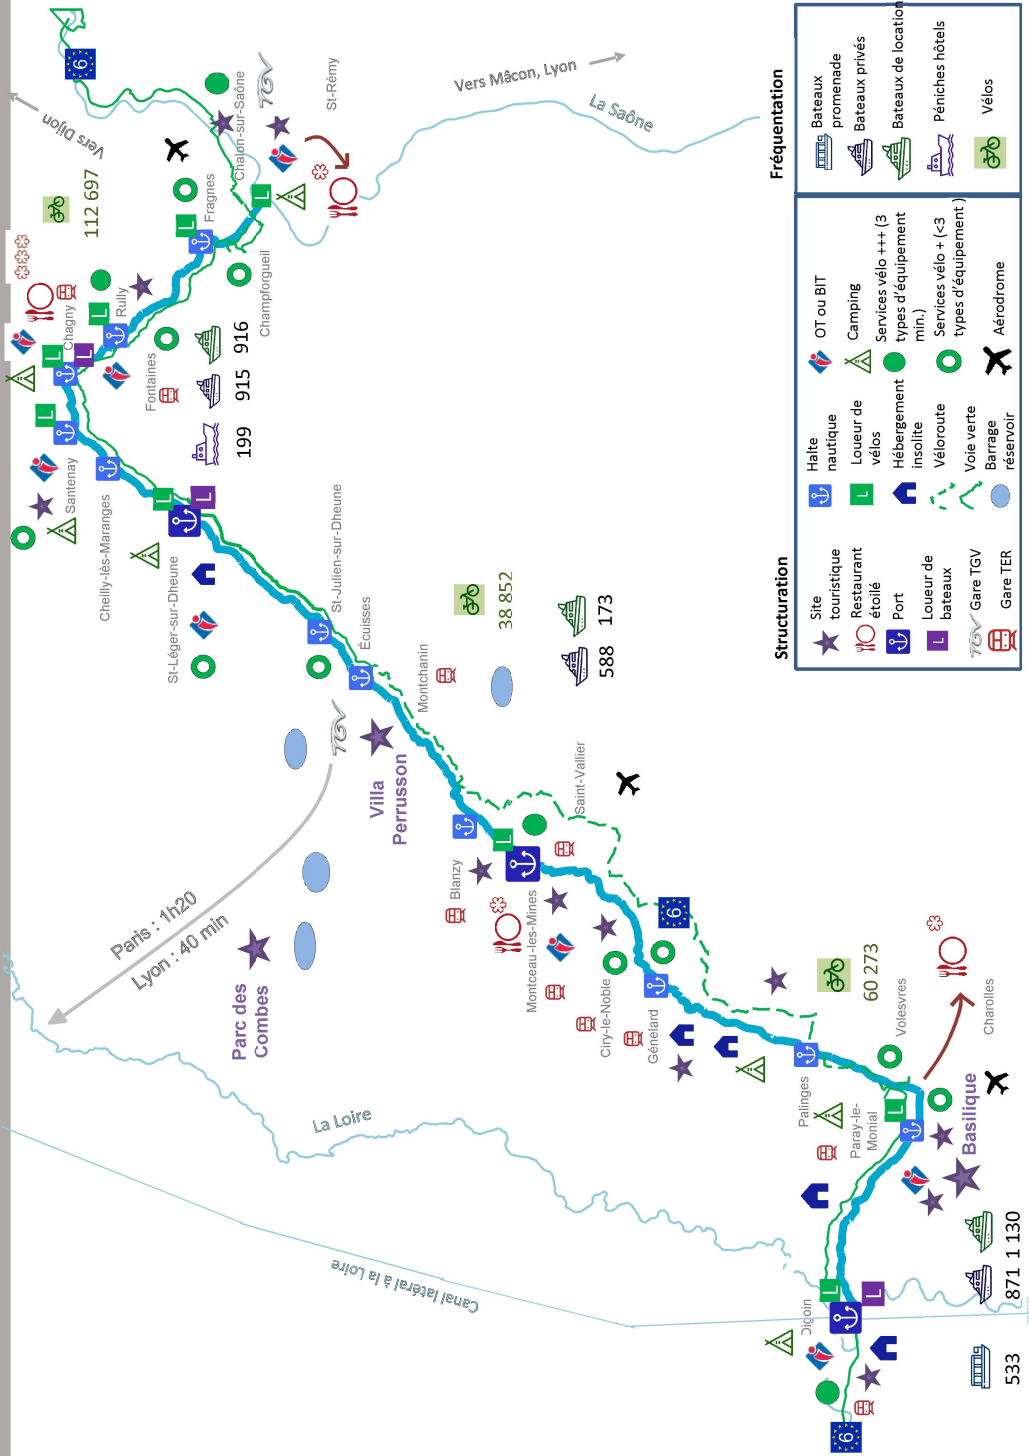 6
Vers Dijon
112 697
Chalon-sur-Saône
TGV
St-Rémy
Vers Mâcon, Lyon
La Saône
Fragnes
L
L
Champforgueil
Chagny
Rully
L
L
L
Fontaines
199
915
916
L
Santenay
Cheilly-lès-Maranges
L
L
St-Léger-sur-Dheune
St-Julien-sur-Dheune
Écuisses
Montchanin
38 852
588
173
TGV
Villa
Perrusson
Paris : 1h20
Lyon : 40 min
Parc des
Combes
Blanzy
L
Saint-Vallier
Montceau-les-Mines
Ciry-le-Noble
Génelard
6
60 273
Palinges
Volesvres
Charolles
Paray-le-
Monial
L
Basilique
La Loire
Canal latéral à la Loire
Digoin
L
L
6
533
871
1 130
Structuration
Site
touristique
Restaurant
étoilé
Port
L
Loueur de
bateaux
TGV
Gare TGV
Gare TER
Halte
nautique
L
Loueur de
vélos
Hébergement
insolite
Véloroute
Voie verte
Barrage
réservoir
OT ou BIT
Camping
Services vélo +++ (3
types d'équipement
min.)
Services vélo + (<3
types d'équipement )
Aérodrome
Fréquentation
Bateaux
promenade
Bateaux privés
Bateaux de location
Péniches hôtels
Vélos